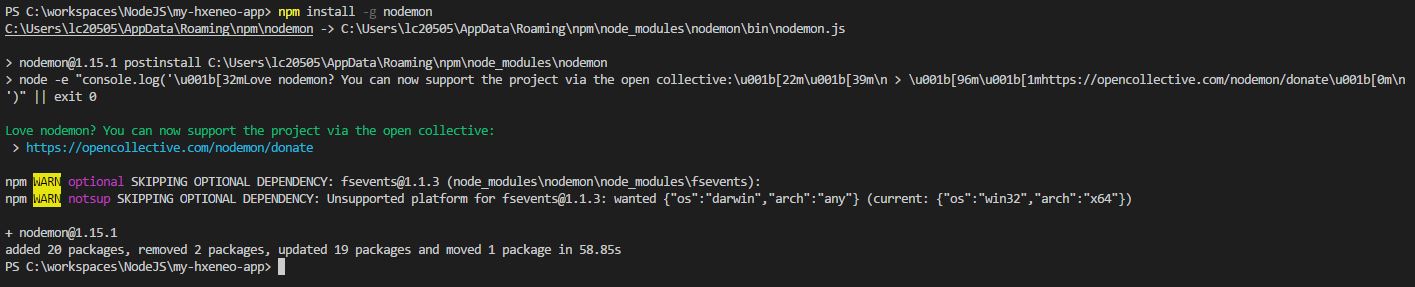 PS C:\workspaces\NodeJS\my-hxeneo-app> npm install -g nodemon
C:\Users\lc20505\AppData\Roaming\npm\nodemon -> C:\Users\lc20505\AppData\Roaming\npm\node_modules\nodemon\bin\nodemon.js
> nodemon@1.15.1 postinstall C:\Users\lc20505\AppData\Roaming\npm\node_modules\nodemon
> node -e "console.log('\u001b[32mLove nodemon? You can now support the project via the open collective:\u001b[22m\u001b[39m\n > \u001b[96m\u001b[1mhttps://opencollective.com/nodemon/donate\u001b[0m\n
')" || exit 0
Love nodemon? You can now support the project via the open collective:
 > https://opencollective.com/nodemon/donate
npm WARN optional SKIPPING OPTIONAL DEPENDENCY: fsevents@1.1.3 (node_modules\nodemon\node_modules\fsevents):
npm WARN notsup SKIPPING OPTIONAL DEPENDENCY: Unsupported platform for fsevents@1.1.3: wanted {"os":"darwin","arch":"any"} (current: {"os":"win32","arch":"x64"})
+ nodemon@1.15.1
added 20 packages, removed 2 packages, updated 19 packages and moved 1 package in 58.85s
PS C:\workspaces\NodeJS\my-hxeneo-app>